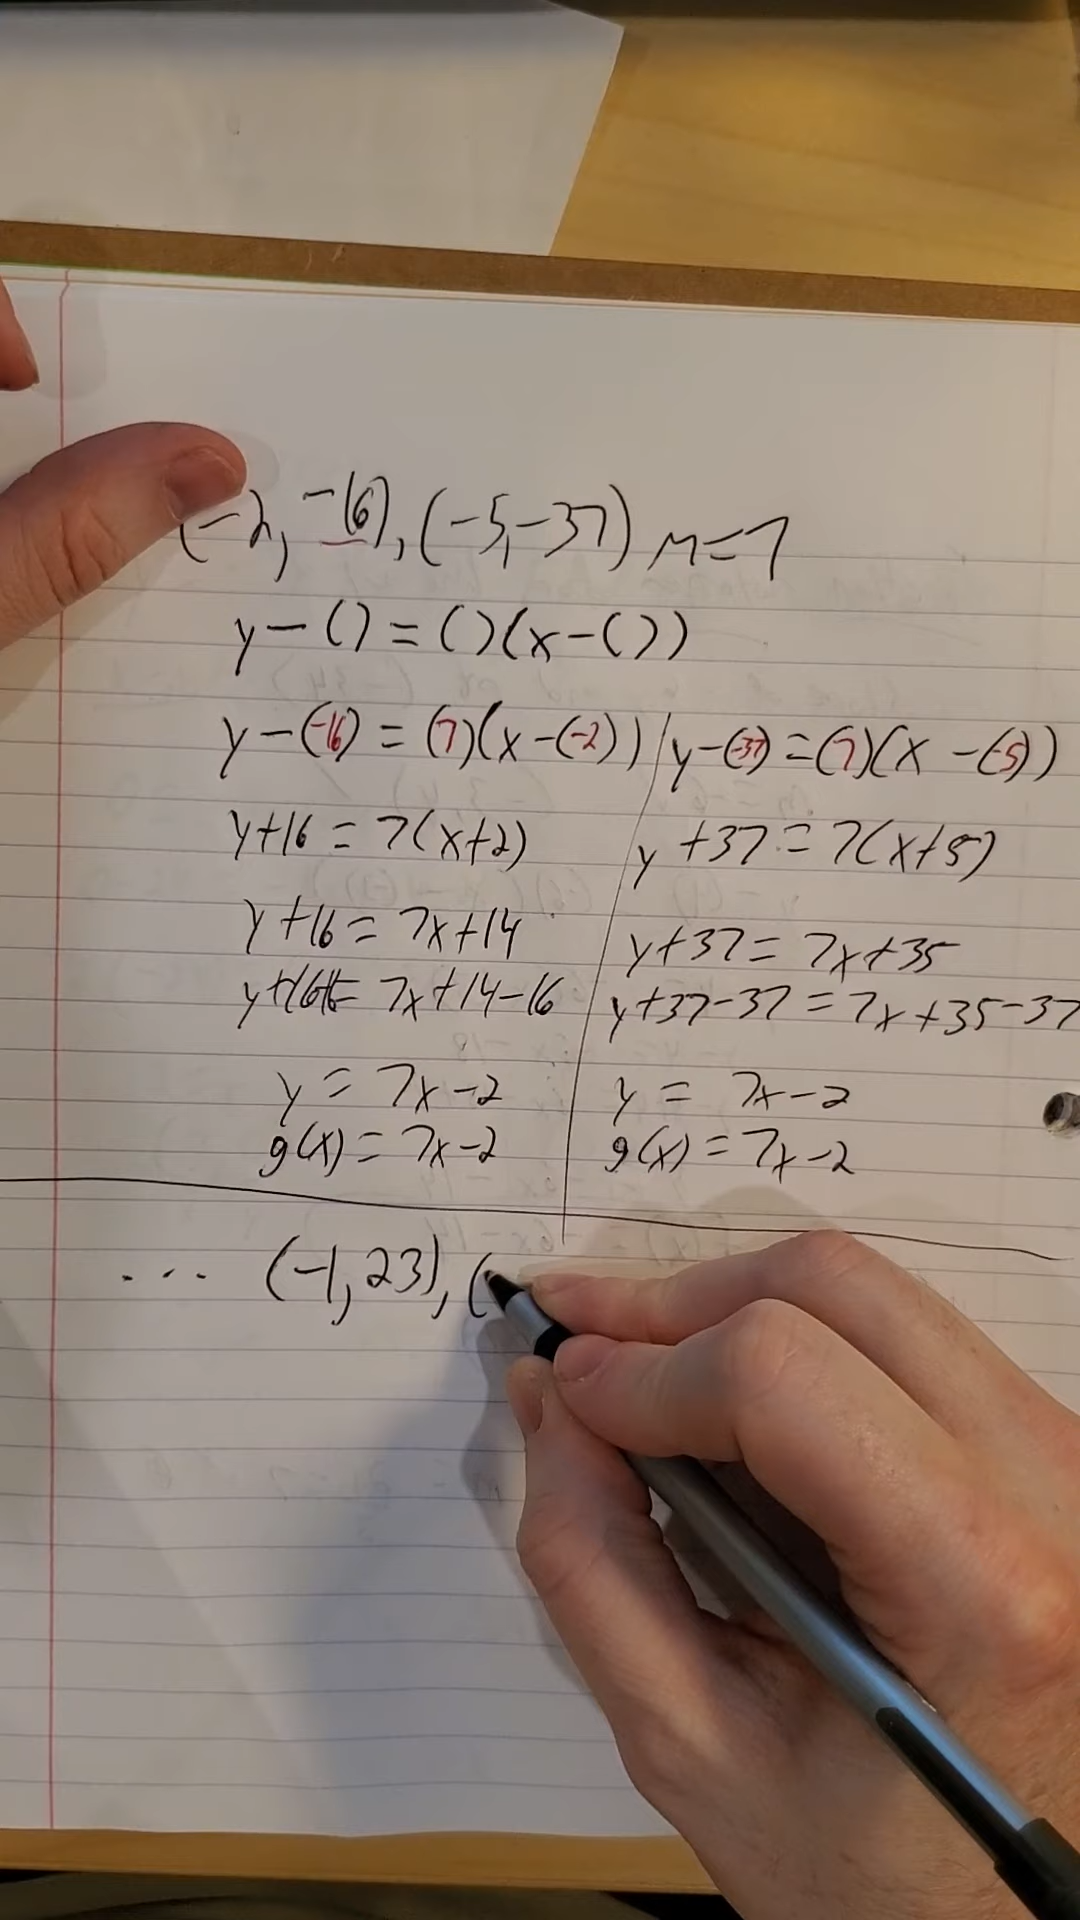 (-2, -16), (-5, -37) m=7
y-( )=( )(x-( ))
y-(-16)=(7)(x-(-2))
y+16=7(x+2)
y+16=7x+14
y+16-16=7x+14-16
y=7x-2
g(x)=7x-2
y-(-37)=(7)(x-(-5))
y+37=7(x+5)
y+37=7x+35
y+37-37=7x+35-37
y=7x-2
g(x)=7x-2
... (-1, 23), (